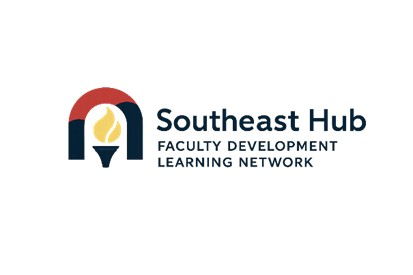 Southeast Hub
FACULTY DEVELOPMENT
LEARNING NETWORK